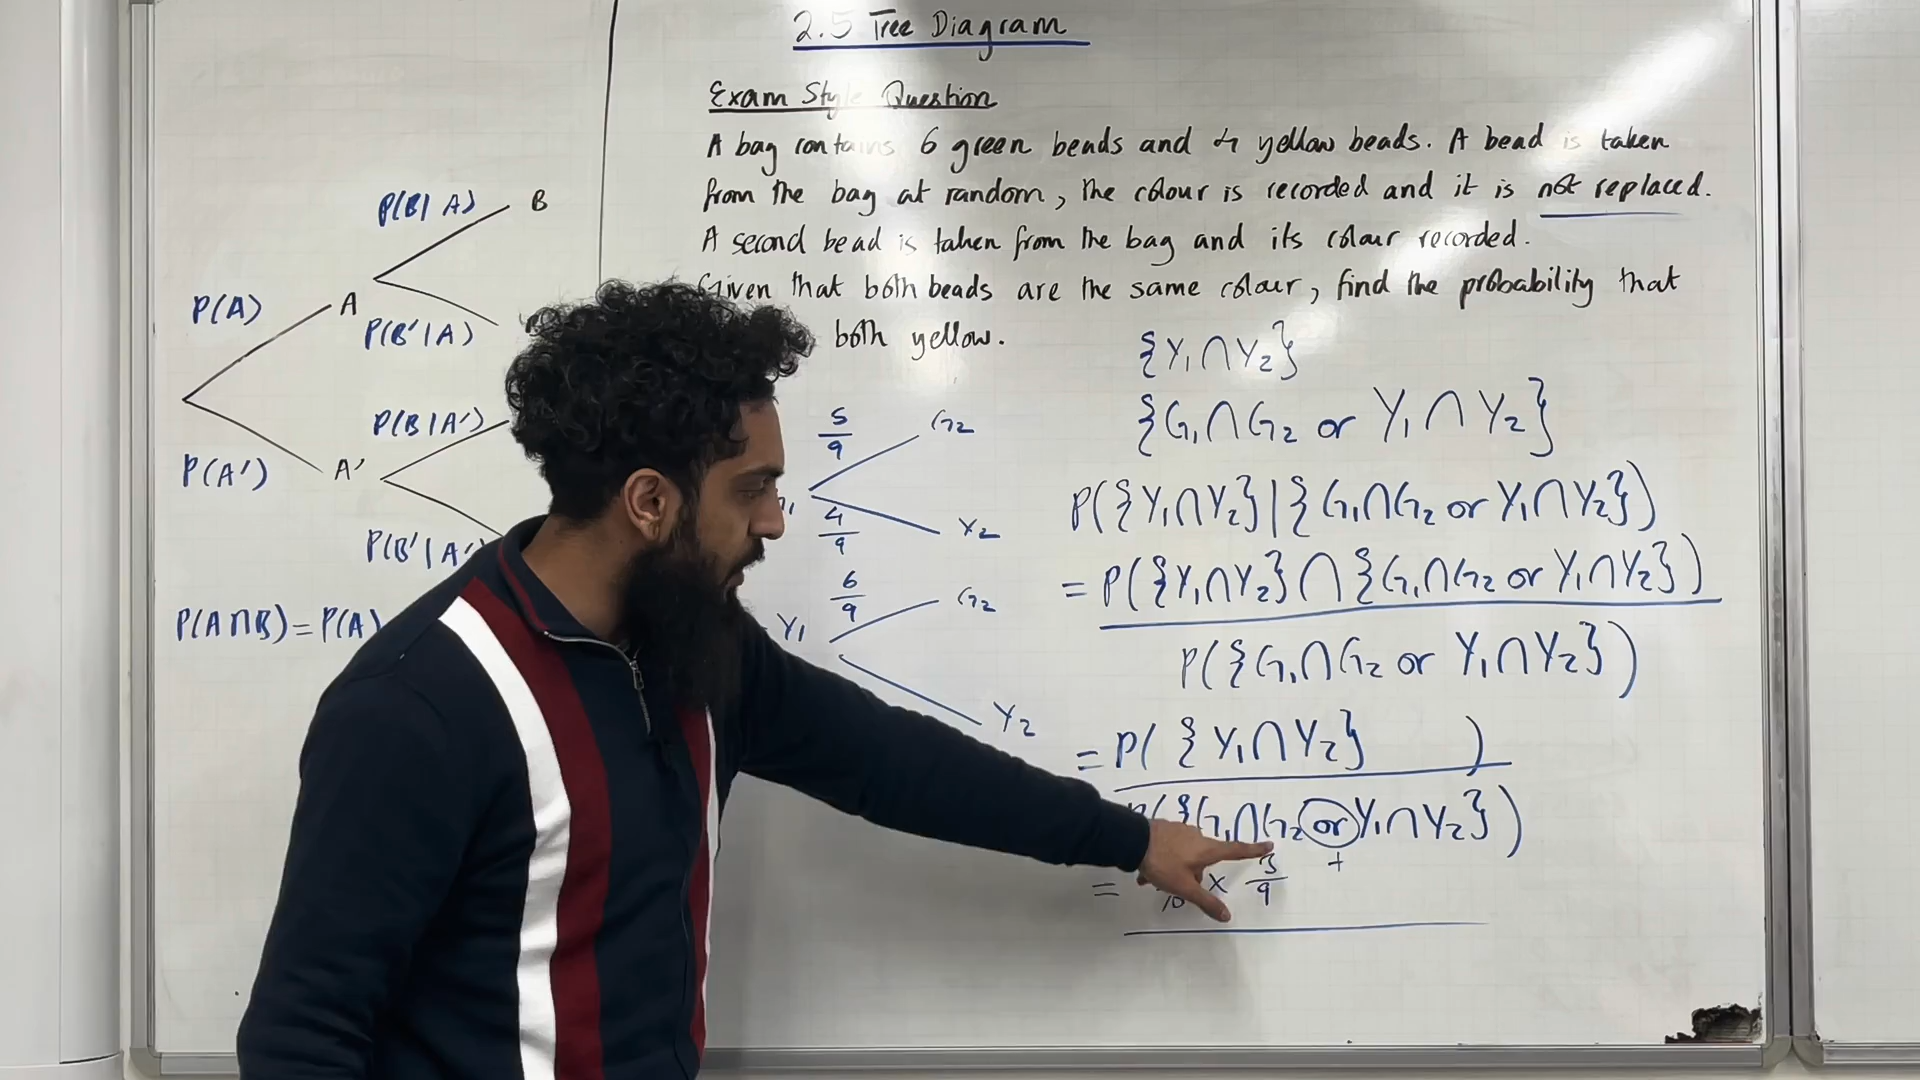 2.5 Tree Diagram
Exam Style Question
A bag contains 6 green beads and 4 yellow beads. A bead is taken
from the bag at random, the colour is recorded and it is not replaced.
A second bead is taken from the bag and its colour recorded.
Given that both beads are the same colour, find the probability that
both yellow.
P(B|A) B
P(A) A
P(B'|A)
P(B|A')
P(A') A'
P(B'|A')
P(A∩B)=P(A)
5/9 G₂
4/9 Y₂
6/9 G₂
Y₁
Y₂
{Y₁∩Y₂}
{G₁∩G₂ or Y₁∩Y₂}
P({Y₁∩Y₂}|{G₁∩G₂ or Y₁∩Y₂})
= P({Y₁∩Y₂}∩{G₁∩G₂ or Y₁∩Y₂})
P({G₁∩G₂ or Y₁∩Y₂})
= P({Y₁∩Y₂})
P({G₁∩G₂ or Y₁∩Y₂})
+
= 10 × 3/9